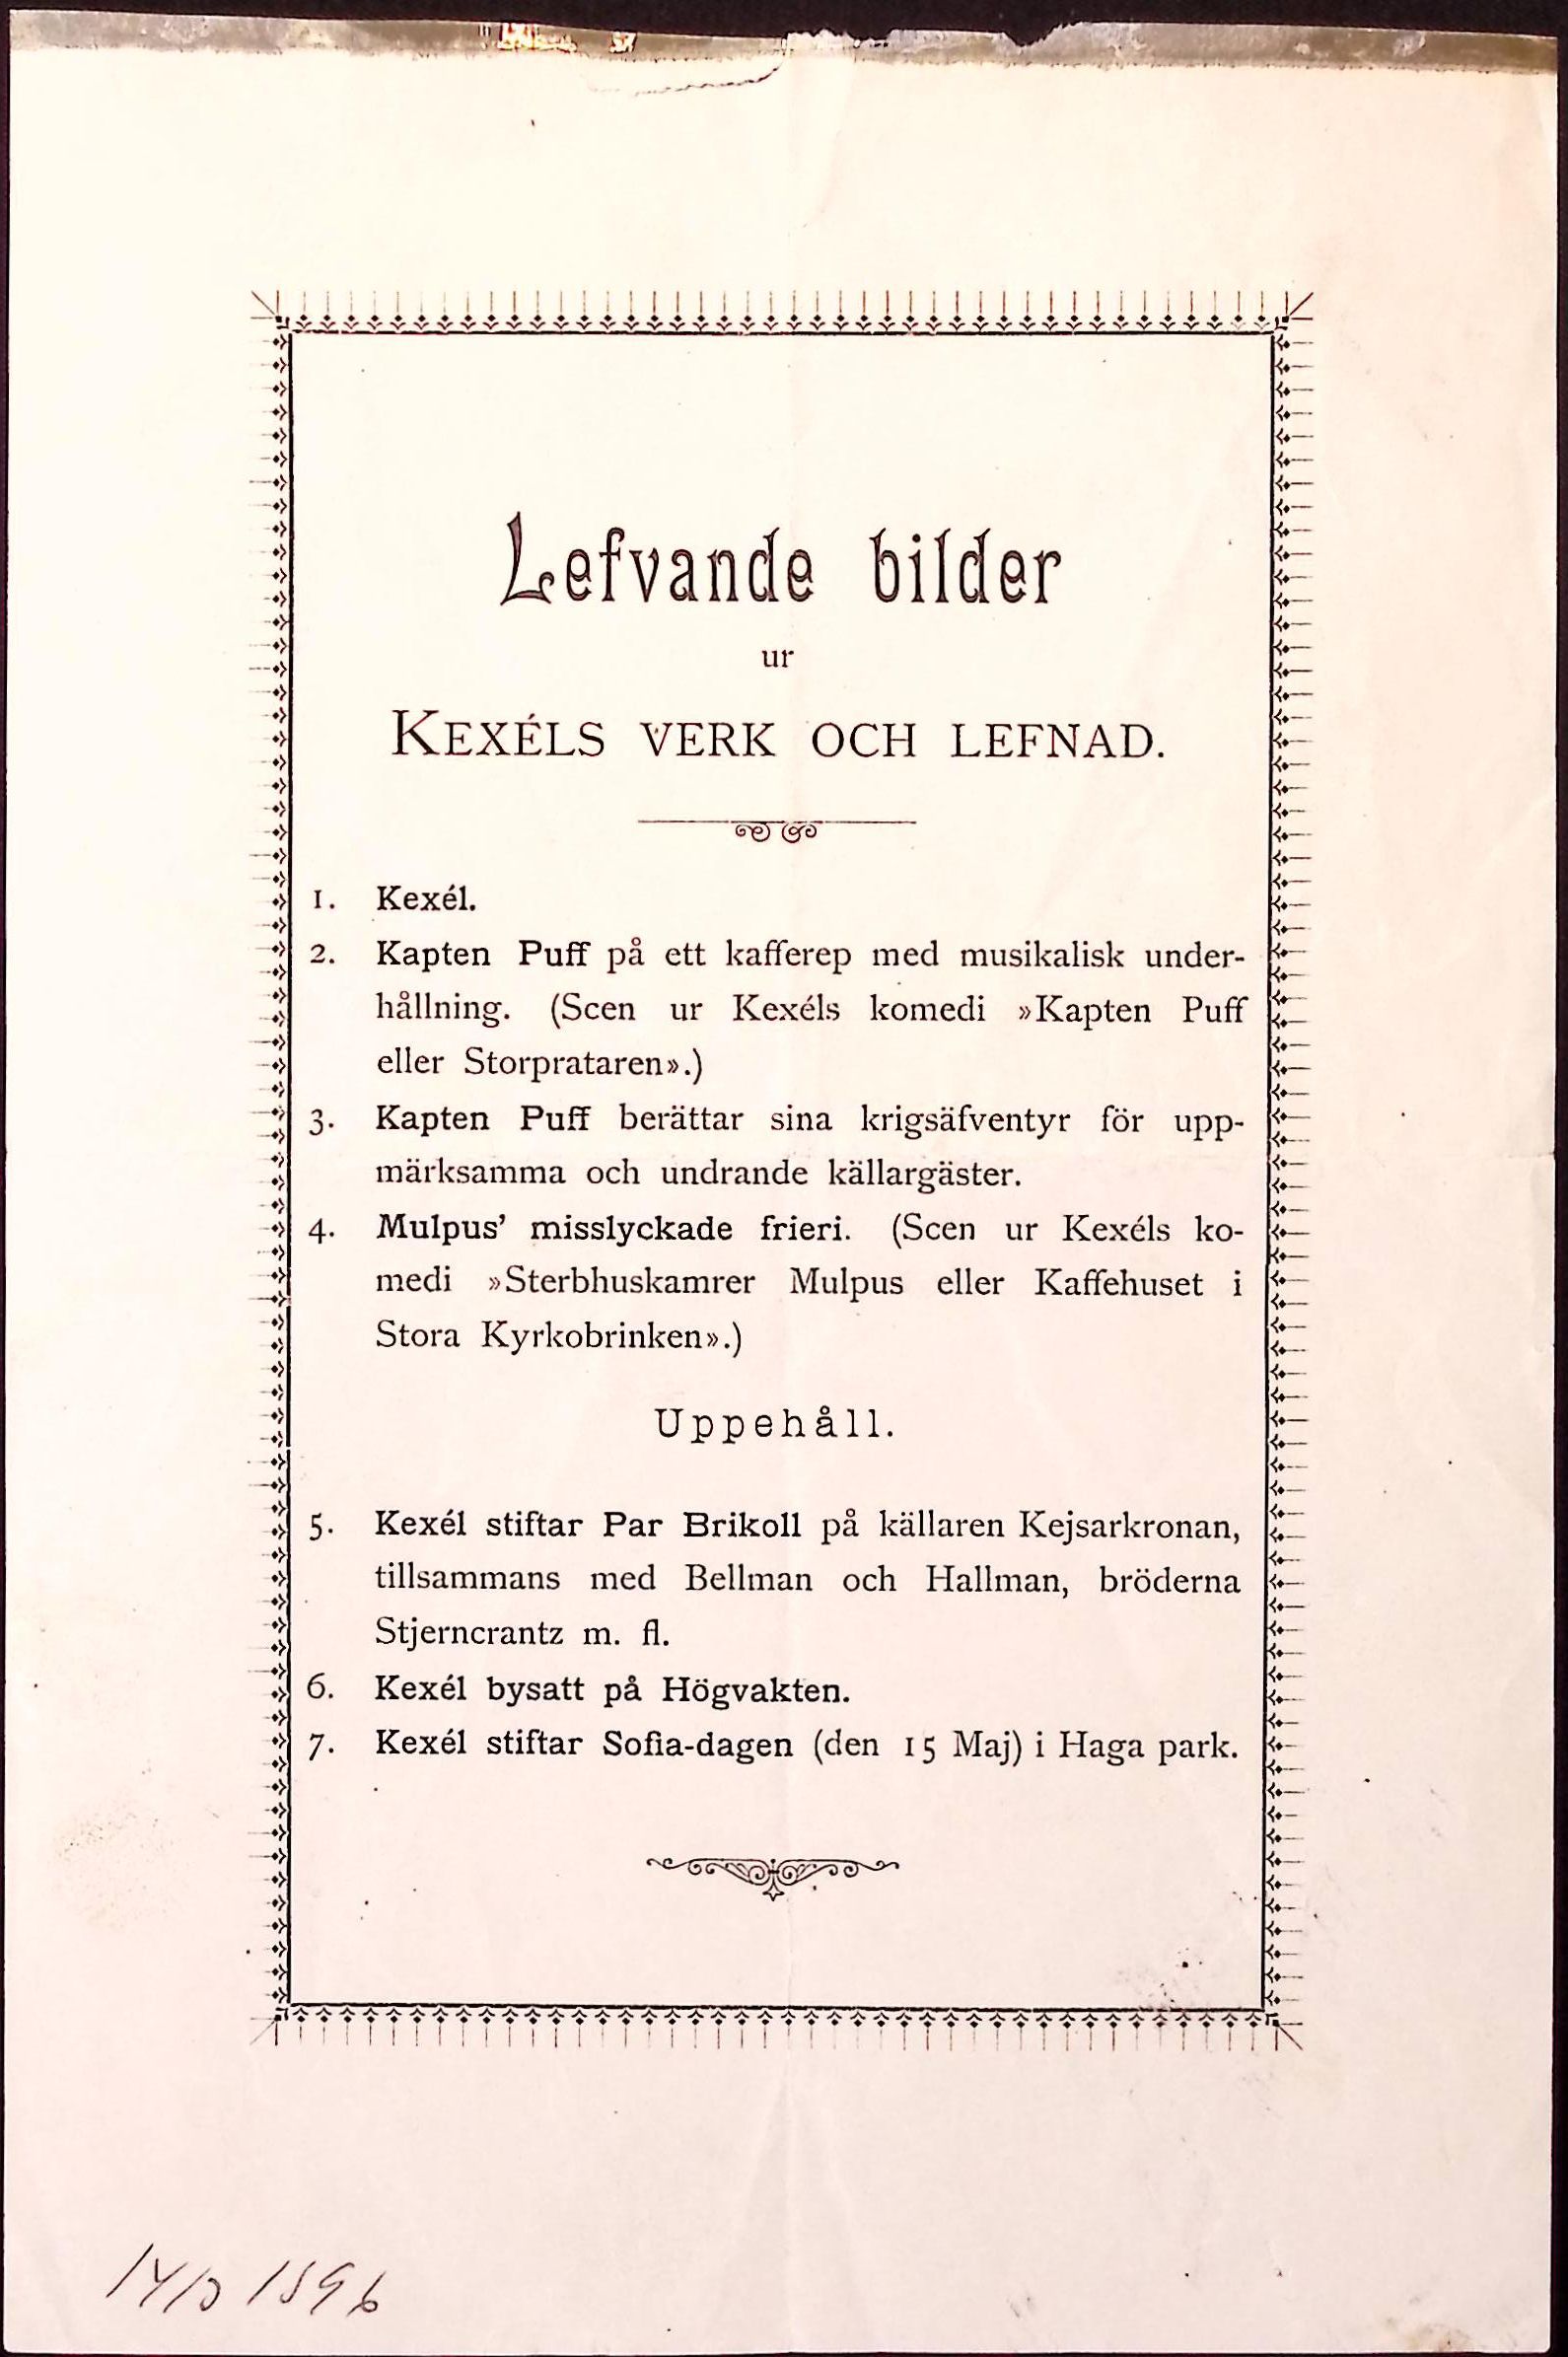 Lefvande bilder
ur
KEXÉLS VERK OCH LEFNAD.
1. Kexél.
2. Kapten Puff på ett kafferep med musikalisk under-
hållning. (Scen ur Kexéls komedi »Kapten Puff
eller Storprataren».)
3. Kapten Puff berättar sina krigsäfventyr för upp-
märksamma och undrande källargäster.
4. Mulpus' misslyckade frieri. (Scen ur Kexéls ko-
medi »Sterbhuskamrer Mulpus eller Kaffehuset i
Stora Kyrkobrinken».)
Uppehåll.
5. Kexél stiftar Par Brikoll på källaren Kejsarkronan,
tillsammans med Bellman och Hallman, bröderna
Stjerncrantz m. fl.
6. Kexél bysatt på Högvakten.
7. Kexél stiftar Sofia-dagen (den 15 Maj) i Haga park.
1896